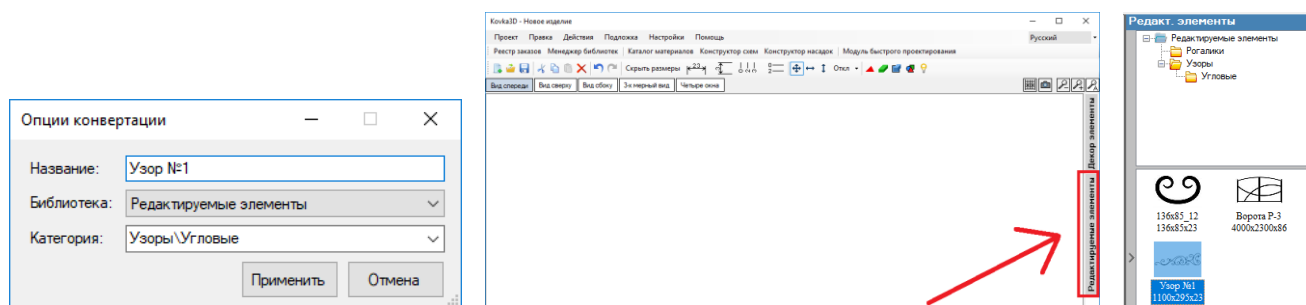 Опции конвертации
Название: Узор №1
Библиотека: Редактируемые элементы
Категория: Узоры\Угловые
Применить Отмена
Kovka3D - Новое изделие
Проект Правка Действия Подложка Настройки Помощь Русский
Реестр заказов Менеджер библиотек Каталог материалов Конструктор схем Конструктор насадок Модуль быстрого проектирования
Скрыть размеры Откл
Вид спереди Вид сверху Вид сбоку 3-х мерный вид Четыре окна
Декор элементы
Редактируемые элементы
Редакт. элементы
Редактируемые элементы
Рогалики
Узоры
Угловые
136x85_12 Ворота Р-3
136x85x23 4000x2300x86
Узор №1
1100x295x23